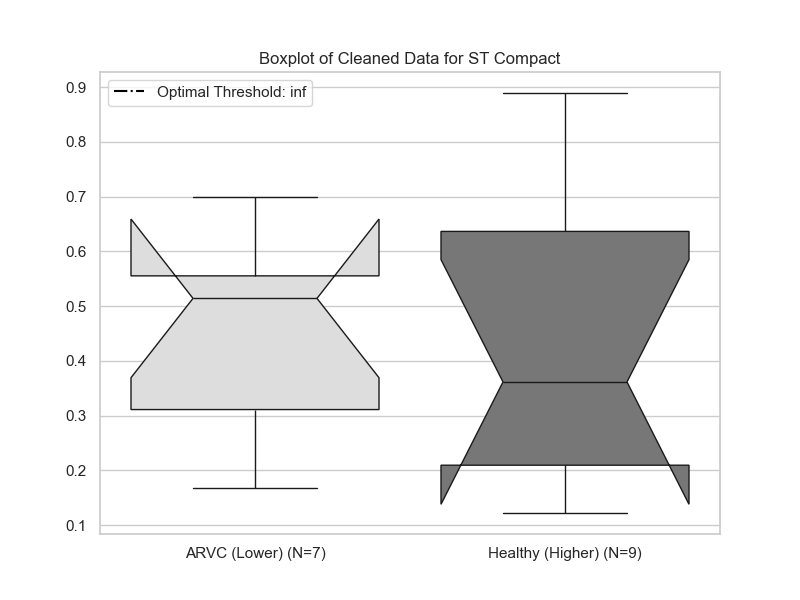 Boxplot of Cleaned Data for ST Compact
Optimal Threshold: inf
0.9
0.8
0.7
0.6
0.5
0.4
0.3
0.2
0.1
ARVC (Lower) (N=7)
Healthy (Higher) (N=9)